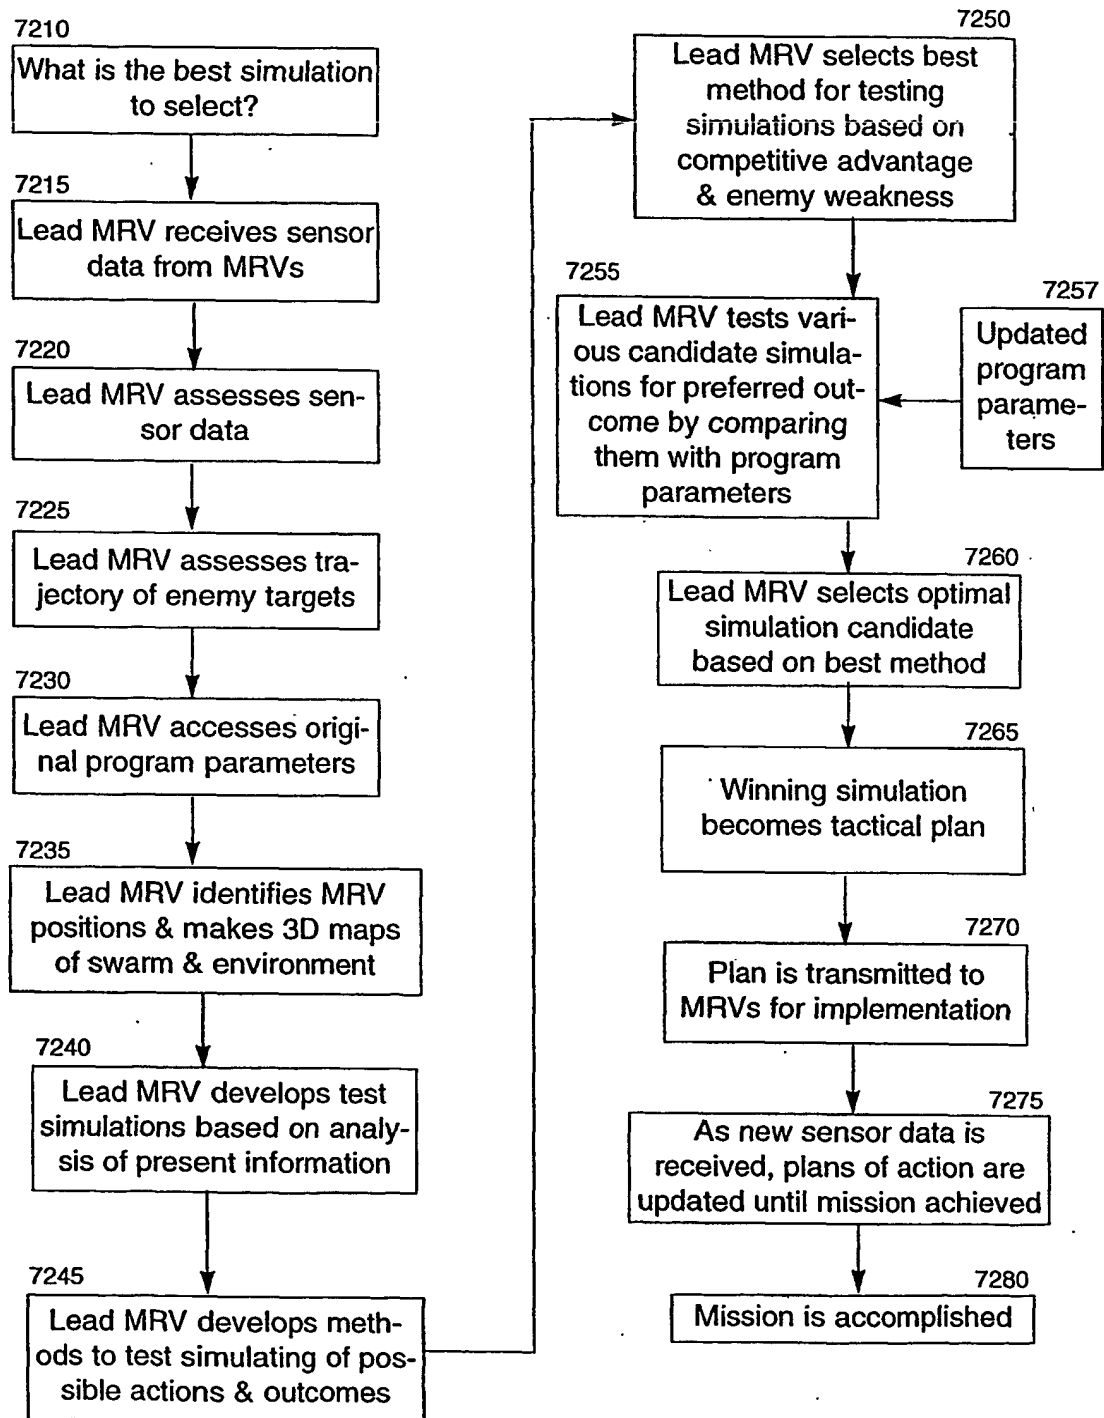 7210
What is the best simulation
to select?
7215
Lead MRV receives sensor
data from MRVs
7220
Lead MRV assesses sen-
sor data
7225
Lead MRV assesses tra-
jectory of enemy targets
7230
Lead MRV accesses origi-
nal program parameters
7235
Lead MRV identifies MRV
positions & makes 3D maps
of swarm & environment
7240
Lead MRV develops test
simulations based on analy-
sis of present information
7245
Lead MRV develops meth-
ods to test simulating of pos-
sible actions & outcomes
7250
Lead MRV selects best
method for testing
simulations based on
competitive advantage
& enemy weakness
7255
Lead MRV tests vari-
ous candidate simula-
tions for preferred out-
come by comparing
them with program
parameters
7257
Updated
program
parame-
ters
7260
Lead MRV selects optimal
simulation candidate
based on best method
7265
Winning simulation
becomes tactical plan
7270
Plan is transmitted to
MRVs for implementation
7275
As new sensor data is
received, plans of action are
updated until mission achieved
7280
Mission is accomplished